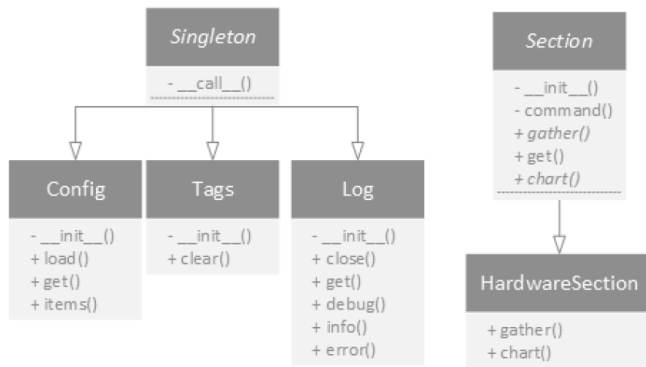 Singleton
- __call__()
Config
- __init__()
+ load()
+ get()
+ items()
Tags
- __init__()
+ clear()
Log
- __init__()
+ close()
+ get()
+ debug()
+ info()
+ error()
Section
- __init__()
- command()
+ gather()
+ get()
+ chart()
HardwareSection
+ gather()
+ chart()